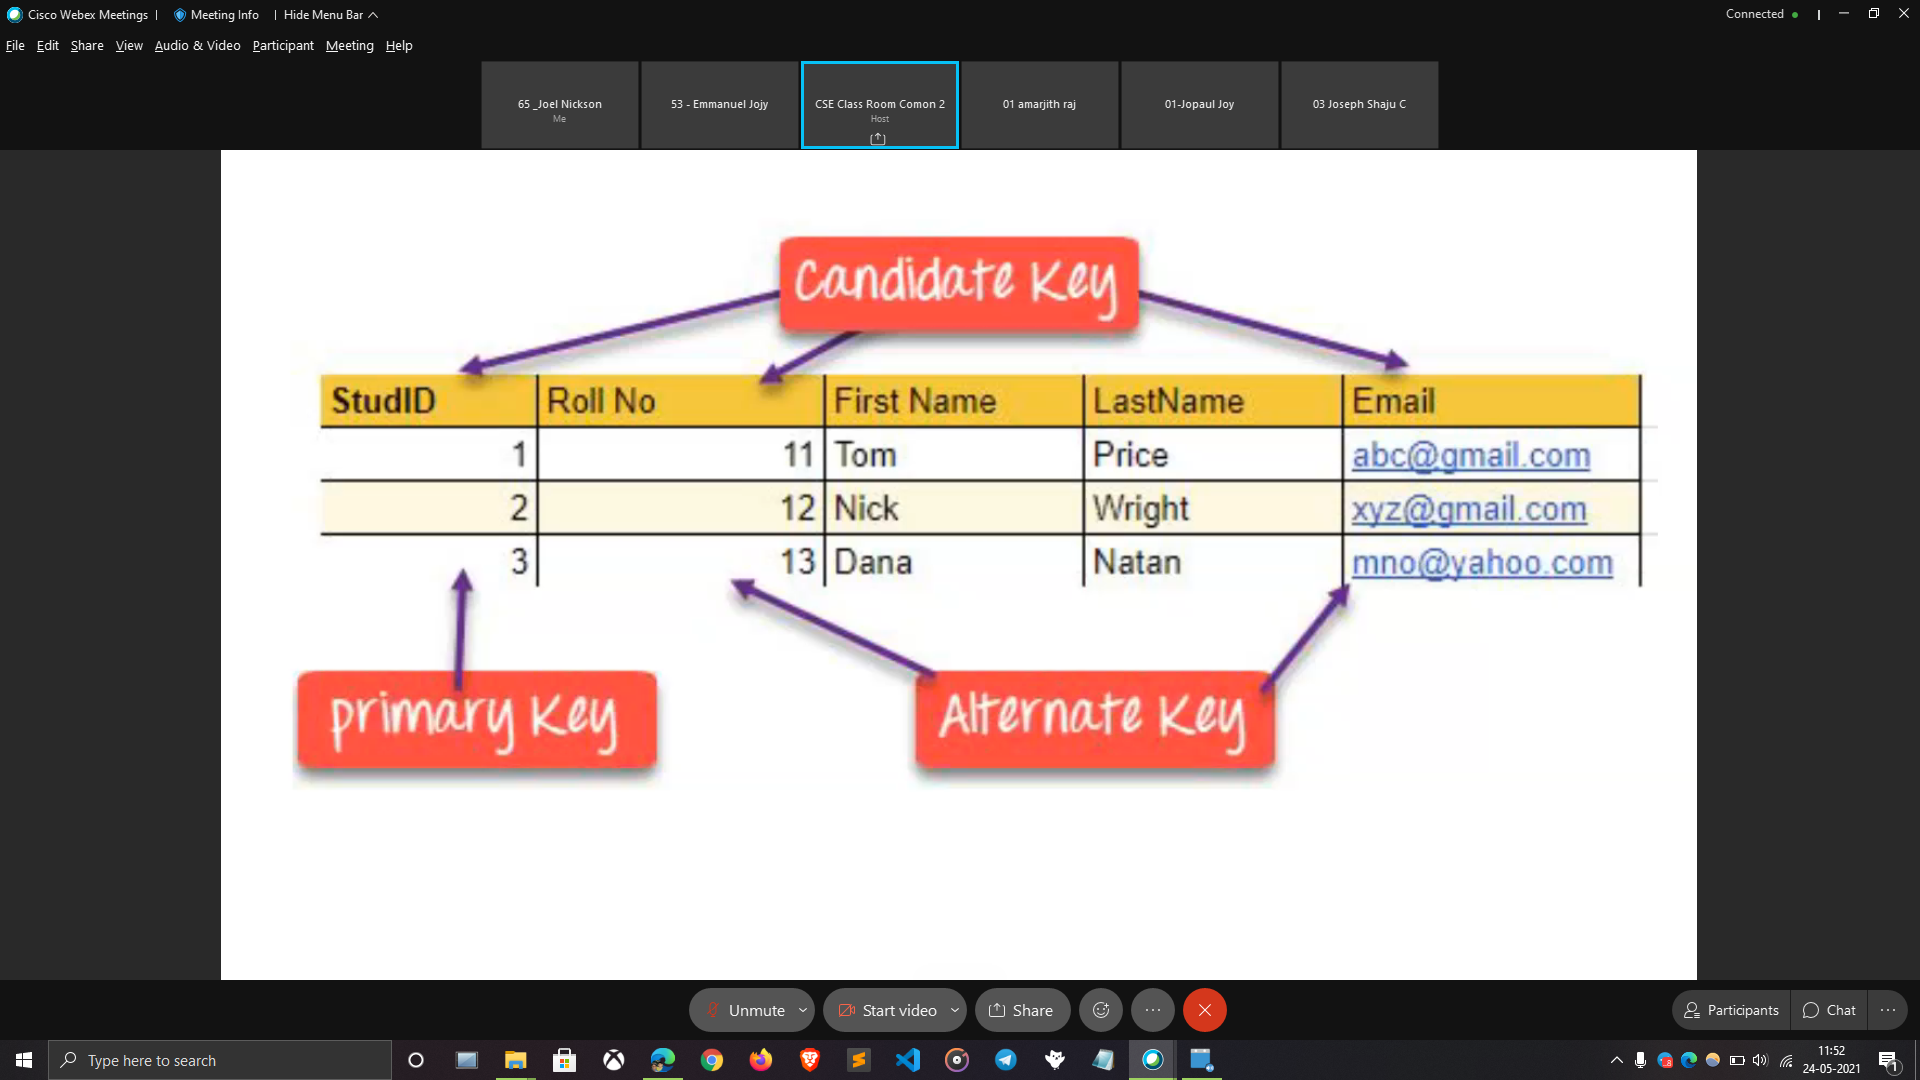 Cisco Webex Meetings | Meeting Info | Hide Menu Bar
Connected
File Edit Share View Audio & Video Participant Meeting Help
65 _Joel Nickson
Me
53 - Emmanuel Jojy
CSE Class Room Comon 2
Host
01 amarjith raj
01-Jopaul Joy
03 Joseph Shaju C
Candidate Key
StudID Roll No First Name LastName Email
1 11 Tom Price abc@gmail.com
2 12 Nick Wright xyz@gmail.com
3 13 Dana Natan mno@yahoo.com
primary Key
Alternate Key
Unmute Start video Share
Participants Chat
Type here to search
11:52
24-05-2021
1